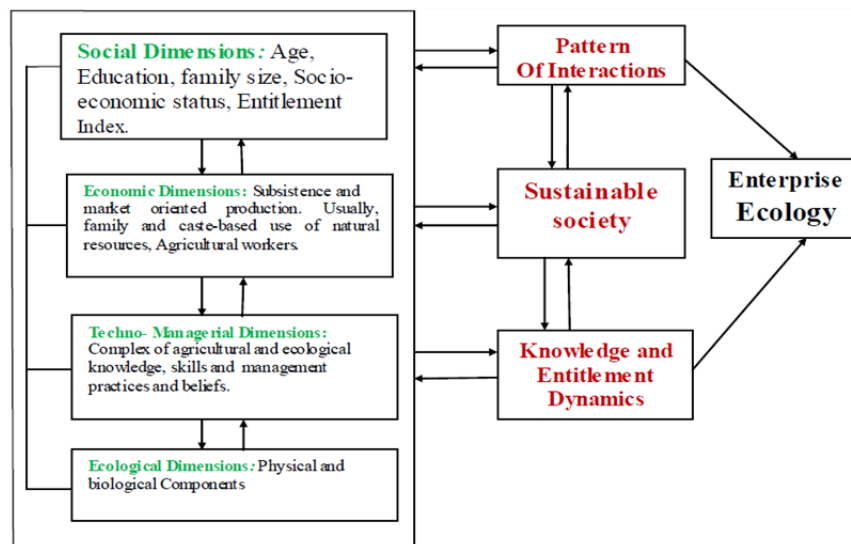 Social Dimensions: Age,
Education, family size, Socio-
economic status, Entitlement
Index.
Economic Dimensions: Subsistence and
market oriented production. Usually,
family and caste-based use of natural
resources, Agricultural workers.
Techno- Managerial Dimensions:
Complex of agricultural and ecological
knowledge, skills and management
practices and beliefs.
Ecological Dimensions: Physical and
biological Components
Pattern
Of Interactions
Sustainable
society
Knowledge and
Entitlement
Dynamics
Enterprise
Ecology